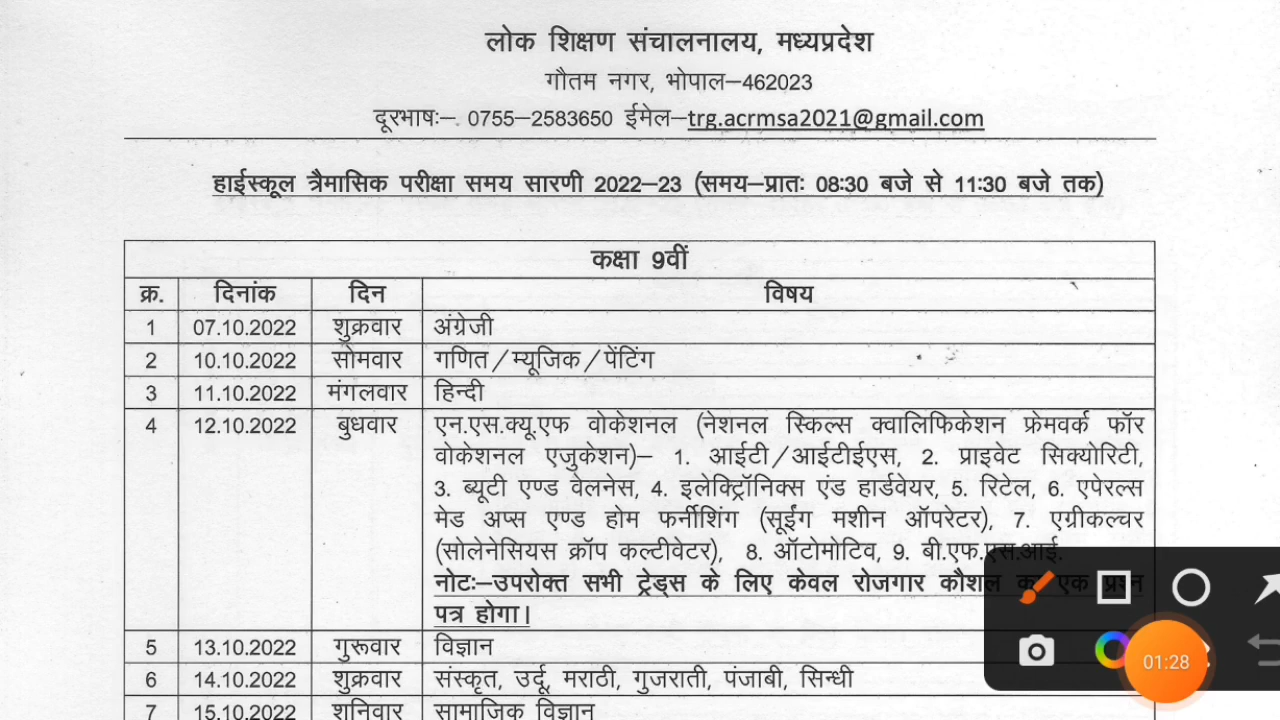 लोक शिक्षण संचालनालय, मध्यप्रदेश
गौतम नगर, भोपाल–462023
दूरभाषः–. 0755–2583650 ईमेल–trg.acrmsa2021@gmail.com
हाईस्कूल त्रैमासिक परीक्षा समय सारणी 2022–23 (समय–प्रातः 08:30 बजे से 11:30 बजे तक)
कक्षा 9वीं
क्र. दिनांक दिन विषय
1 07.10.2022 शुक्रवार अंग्रेजी
2 10.10.2022 सोमवार गणित/म्यूजिक/पेंटिंग
3 11.10.2022 मंगलवार हिन्दी
4 12.10.2022 बुधवार एन.एस.क्यू.एफ वोकेशनल (नेशनल स्किल्स क्वालिफिकेशन फ्रेमवर्क फॉर
वोकेशनल एजुकेशन)– 1. आईटी/आईटीईएस, 2. प्राइवेट सिक्योरिटी,
3. ब्यूटी एण्ड वेलनेस, 4. इलेक्ट्रॉनिक्स एंड हार्डवेयर, 5. रिटेल, 6. एपेरल्स
मेड अप्स एण्ड होम फर्नीशिंग (सूईंग मशीन ऑपरेटर), 7. एग्रीकल्चर
(सोलेनेसियस क्रॉप कल्टीवेटर), 8. ऑटोमोटिव, 9. बी.एफ.एस.आई.
नोटः–उपरोक्त सभी ट्रेड्स के लिए केवल रोजगार कौशल का एक प्रश्न
पत्र होगा।
5 13.10.2022 गुरूवार विज्ञान
6 14.10.2022 शुक्रवार संस्कृत, उर्दू, मराठी, गुजराती, पंजाबी, सिन्धी
7 15.10.2022 शनिवार सामाजिक विज्ञान
01:28